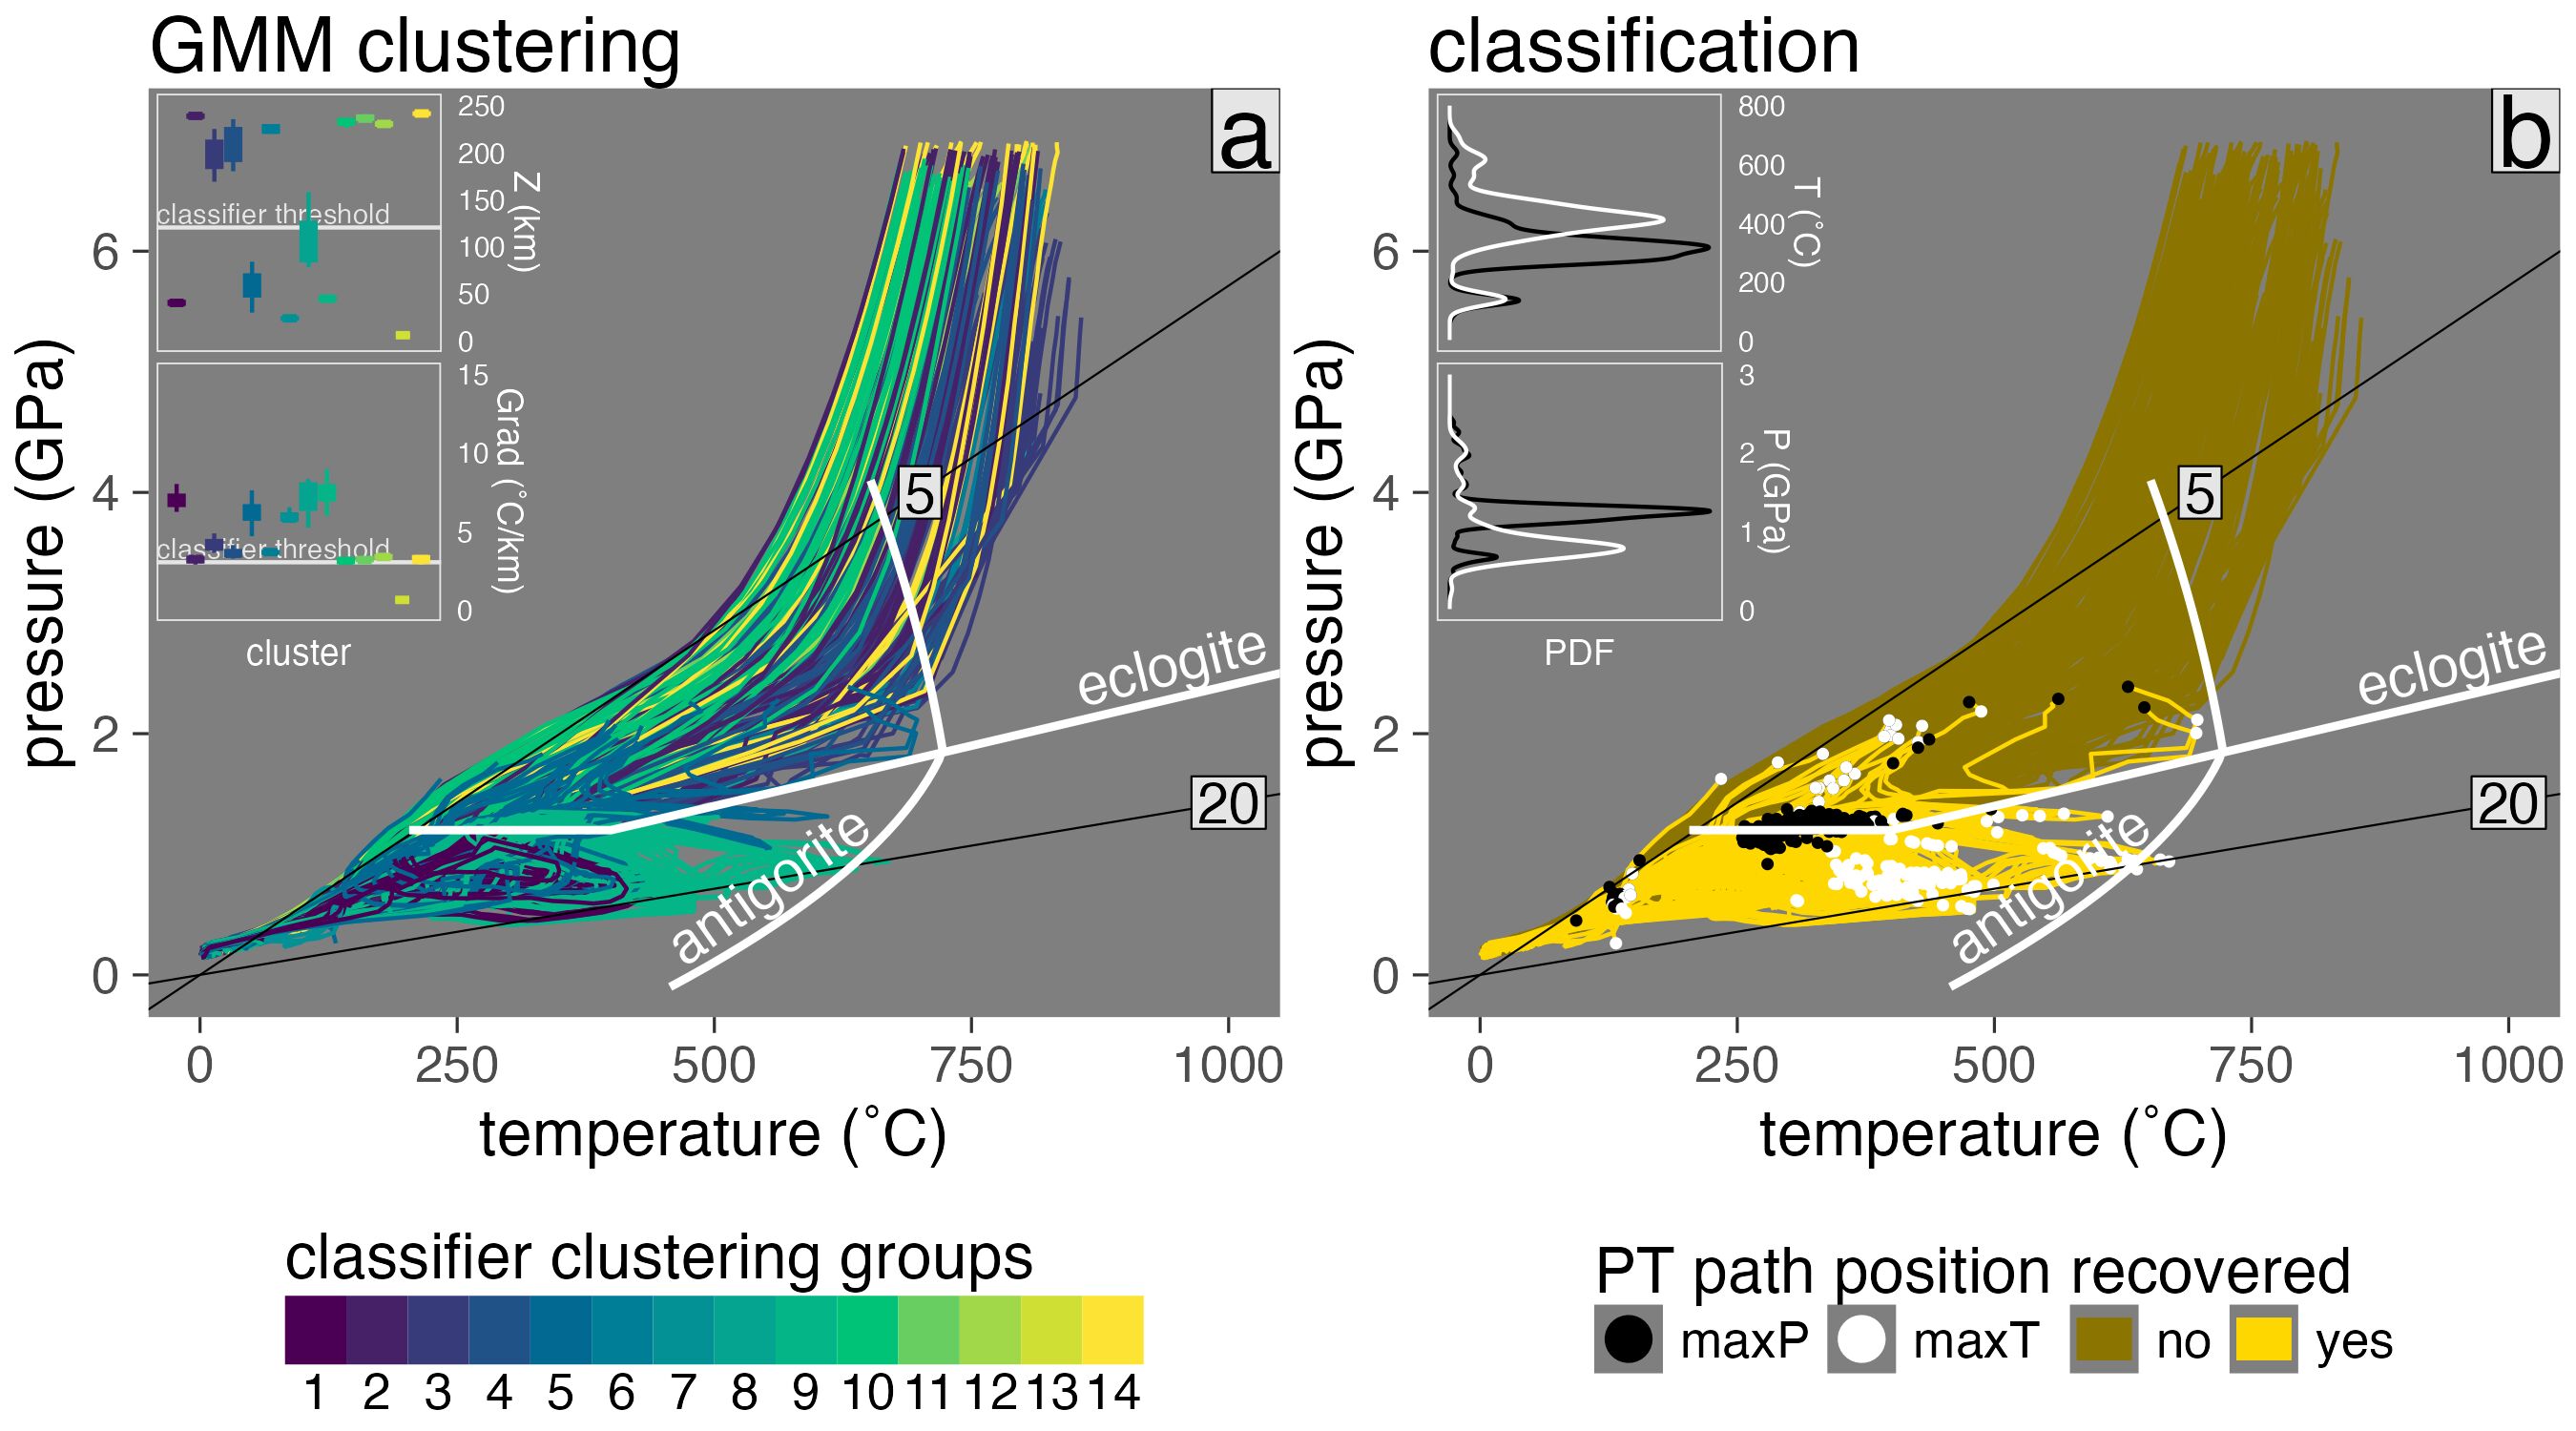 GMM clustering
a
250
200
150
100
50
0
Z (km)
classifier threshold
15
10
5
0
Grad (˚C/km)
classifier threshold
cluster
5
eclogite
20
antigorite
6
4
2
0
pressure (GPa)
0 250 500 750 1000
temperature (˚C)
classifier clustering groups
1 2 3 4 5 6 7 8 9 10 11 12 13 14
classification
b
800
600
400
200
0
T (˚C)
3
2
1
0
P (GPa)
PDF
5
eclogite
20
antigorite
6
4
2
0
pressure (GPa)
0 250 500 750 1000
temperature (˚C)
PT path position recovered
maxP maxT no yes